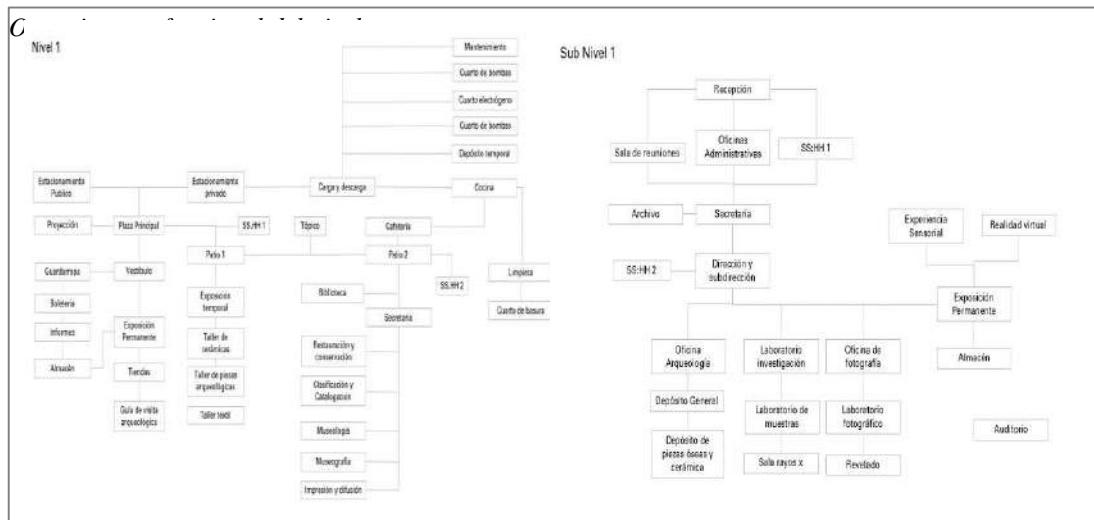 Nivel 1
Mantenimiento
Cuarto de bombas
Cuarto electrógeno
Cuarto de bombas
Depósito temporal
Estacionamiento
Publico
Estacionamiento
privado
Carga y descarga
Cocina
Proyección
Plaza Principal
SS.HH 1
Tópico
Cafetería
Patio 1
Patio 2
Guardarropa
Vestíbulo
SS.HH 2
Limpieza
Boletería
Exposición
temporal
Biblioteca
Cuarto de basura
Informes
Exposición
Permanente
Taller de
cerámicas
Secretaria
Almacén
Tiendas
Taller de piezas
arqueológicas
Restauración y
conservación
Guía de visita
arqueológica
Taller textil
Clasificación y
Catalogación
Museología
Museografía
Impresión y difusión
Sub Nivel 1
Recepción
Sala de reuniones
Oficinas
Administrativas
SS:HH 1
Archivo
Secretaria
Experiencia
Sensorial
Realidad virtual
SS:HH 2
Dirección y
subdirección
Exposición
Permanente
Oficina
Arqueología
Laboratorio
investigación
Oficina de
fotografía
Almacén
Depósito General
Laboratorio de
muestras
Laboratorio
fotográfico
Auditorio
Depósito de
piezas óseas y
cerámica
Sala rayos x
Revelado